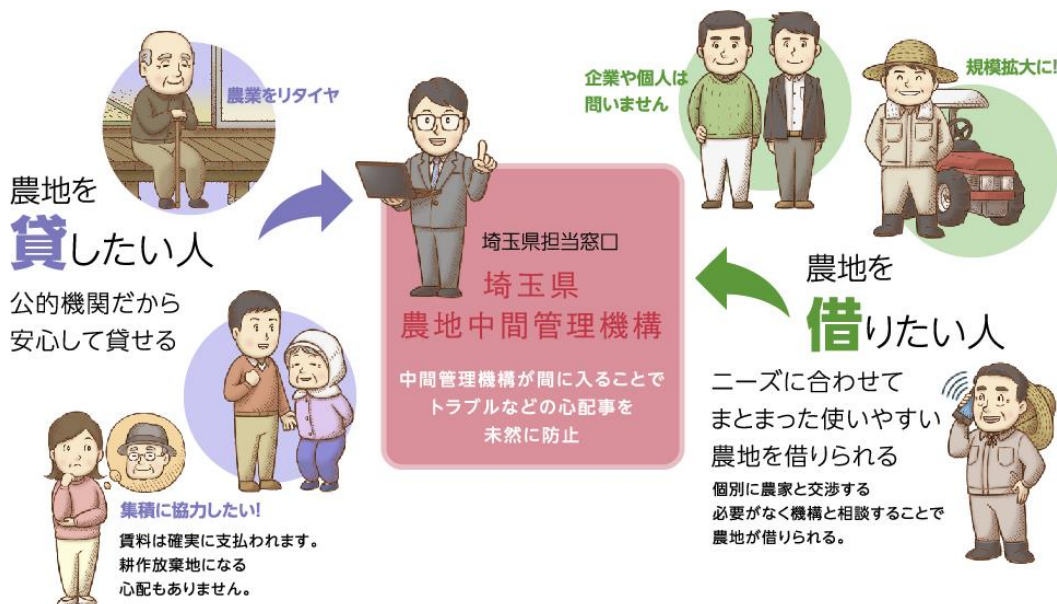 農業をリタイヤ
農地を
貸したい人
公的機関だから
安心して貸せる
集積に協力したい!
賃料は確実に支払われます。
耕作放棄地になる
心配もありません。
埼玉県担当窓口
埼玉県
農地中間管理機構
中間管理機構が間に入ることで
トラブルなどの心配事を
未然に防止
企業や個人は
問いません
規模拡大に!
農地を
借りたい人
ニーズに合わせて
まとまった使いやすい
農地を借りられる
個別に農家と交渉する
必要がなく機構と相談することで
農地が借りられる。